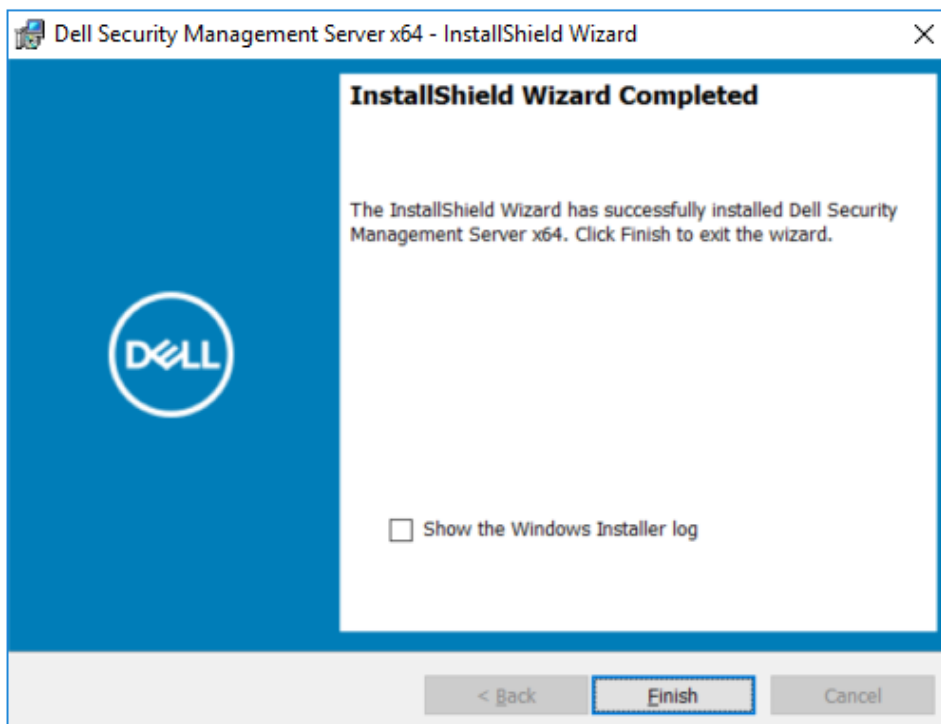 Dell Security Management Server x64 - InstallShield Wizard
InstallShield Wizard Completed
The InstallShield Wizard has successfully installed Dell Security
Management Server x64. Click Finish to exit the wizard.
DELL
Show the Windows Installer log
< Back Finish Cancel